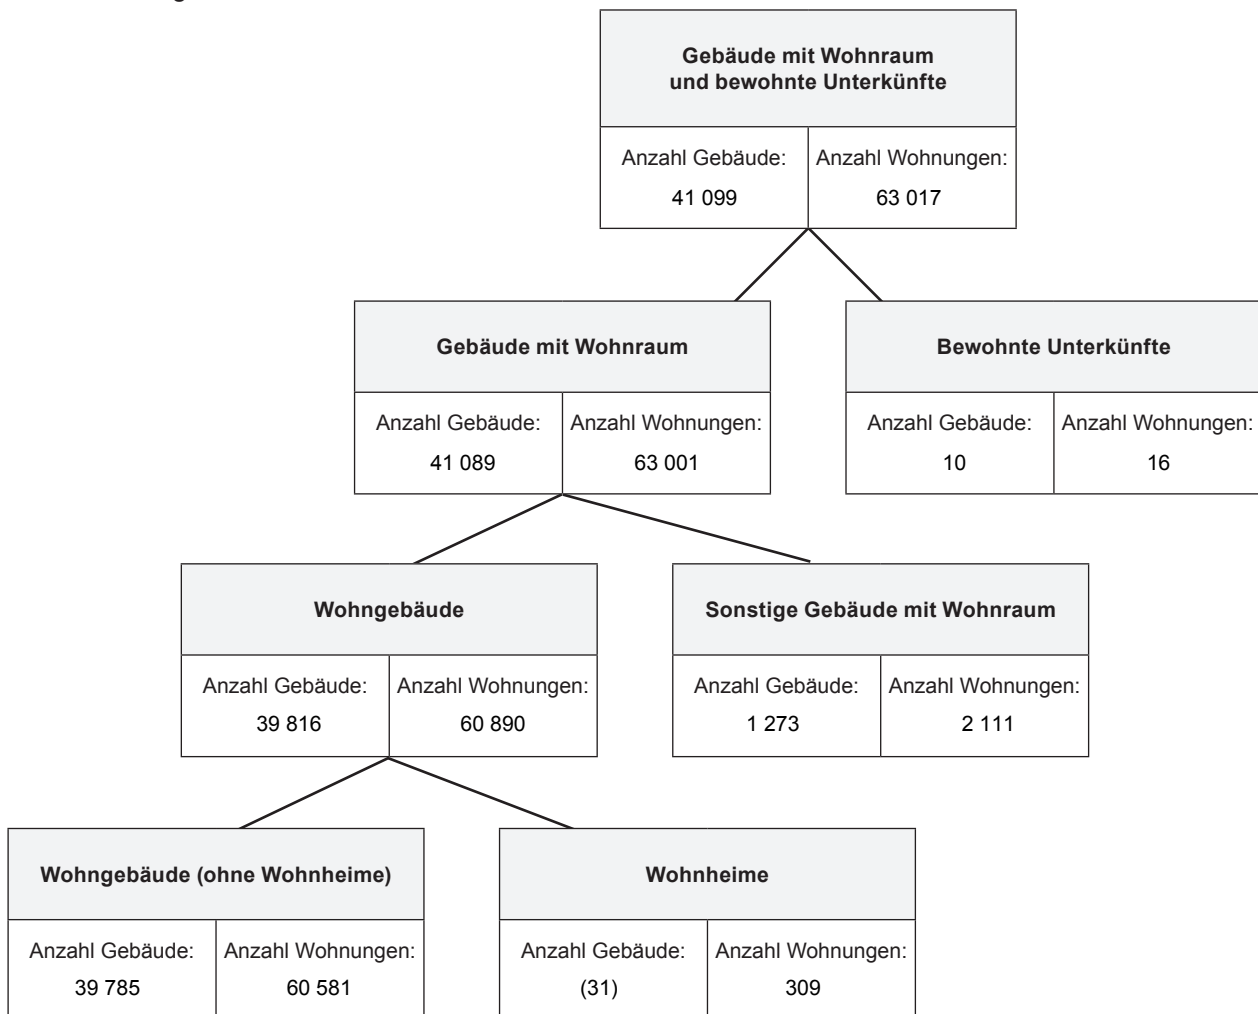 Gebäude mit Wohnraum
und bewohnte Unterkünfte
Anzahl Gebäude:
41 099
Anzahl Wohnungen:
63 017
Gebäude mit Wohnraum
Anzahl Gebäude:
41 089
Anzahl Wohnungen:
63 001
Bewohnte Unterkünfte
Anzahl Gebäude:
10
Anzahl Wohnungen:
16
Wohngebäude
Anzahl Gebäude:
39 816
Anzahl Wohnungen:
60 890
Sonstige Gebäude mit Wohnraum
Anzahl Gebäude:
1 273
Anzahl Wohnungen:
2 111
Wohngebäude (ohne Wohnheime)
Anzahl Gebäude:
39 785
Anzahl Wohnungen:
60 581
Wohnheime
Anzahl Gebäude:
(31)
Anzahl Wohnungen:
309